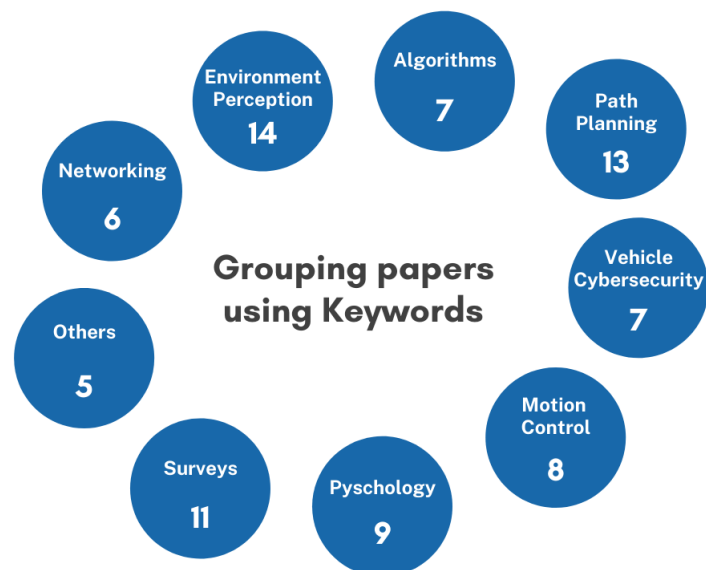 Environment
Perception
14
Algorithms
7
Path
Planning
13
Networking
6
Vehicle
Cybersecurity
7
Grouping papers
using Keywords
Others
5
Motion
Control
8
Surveys
11
Pyschology
9